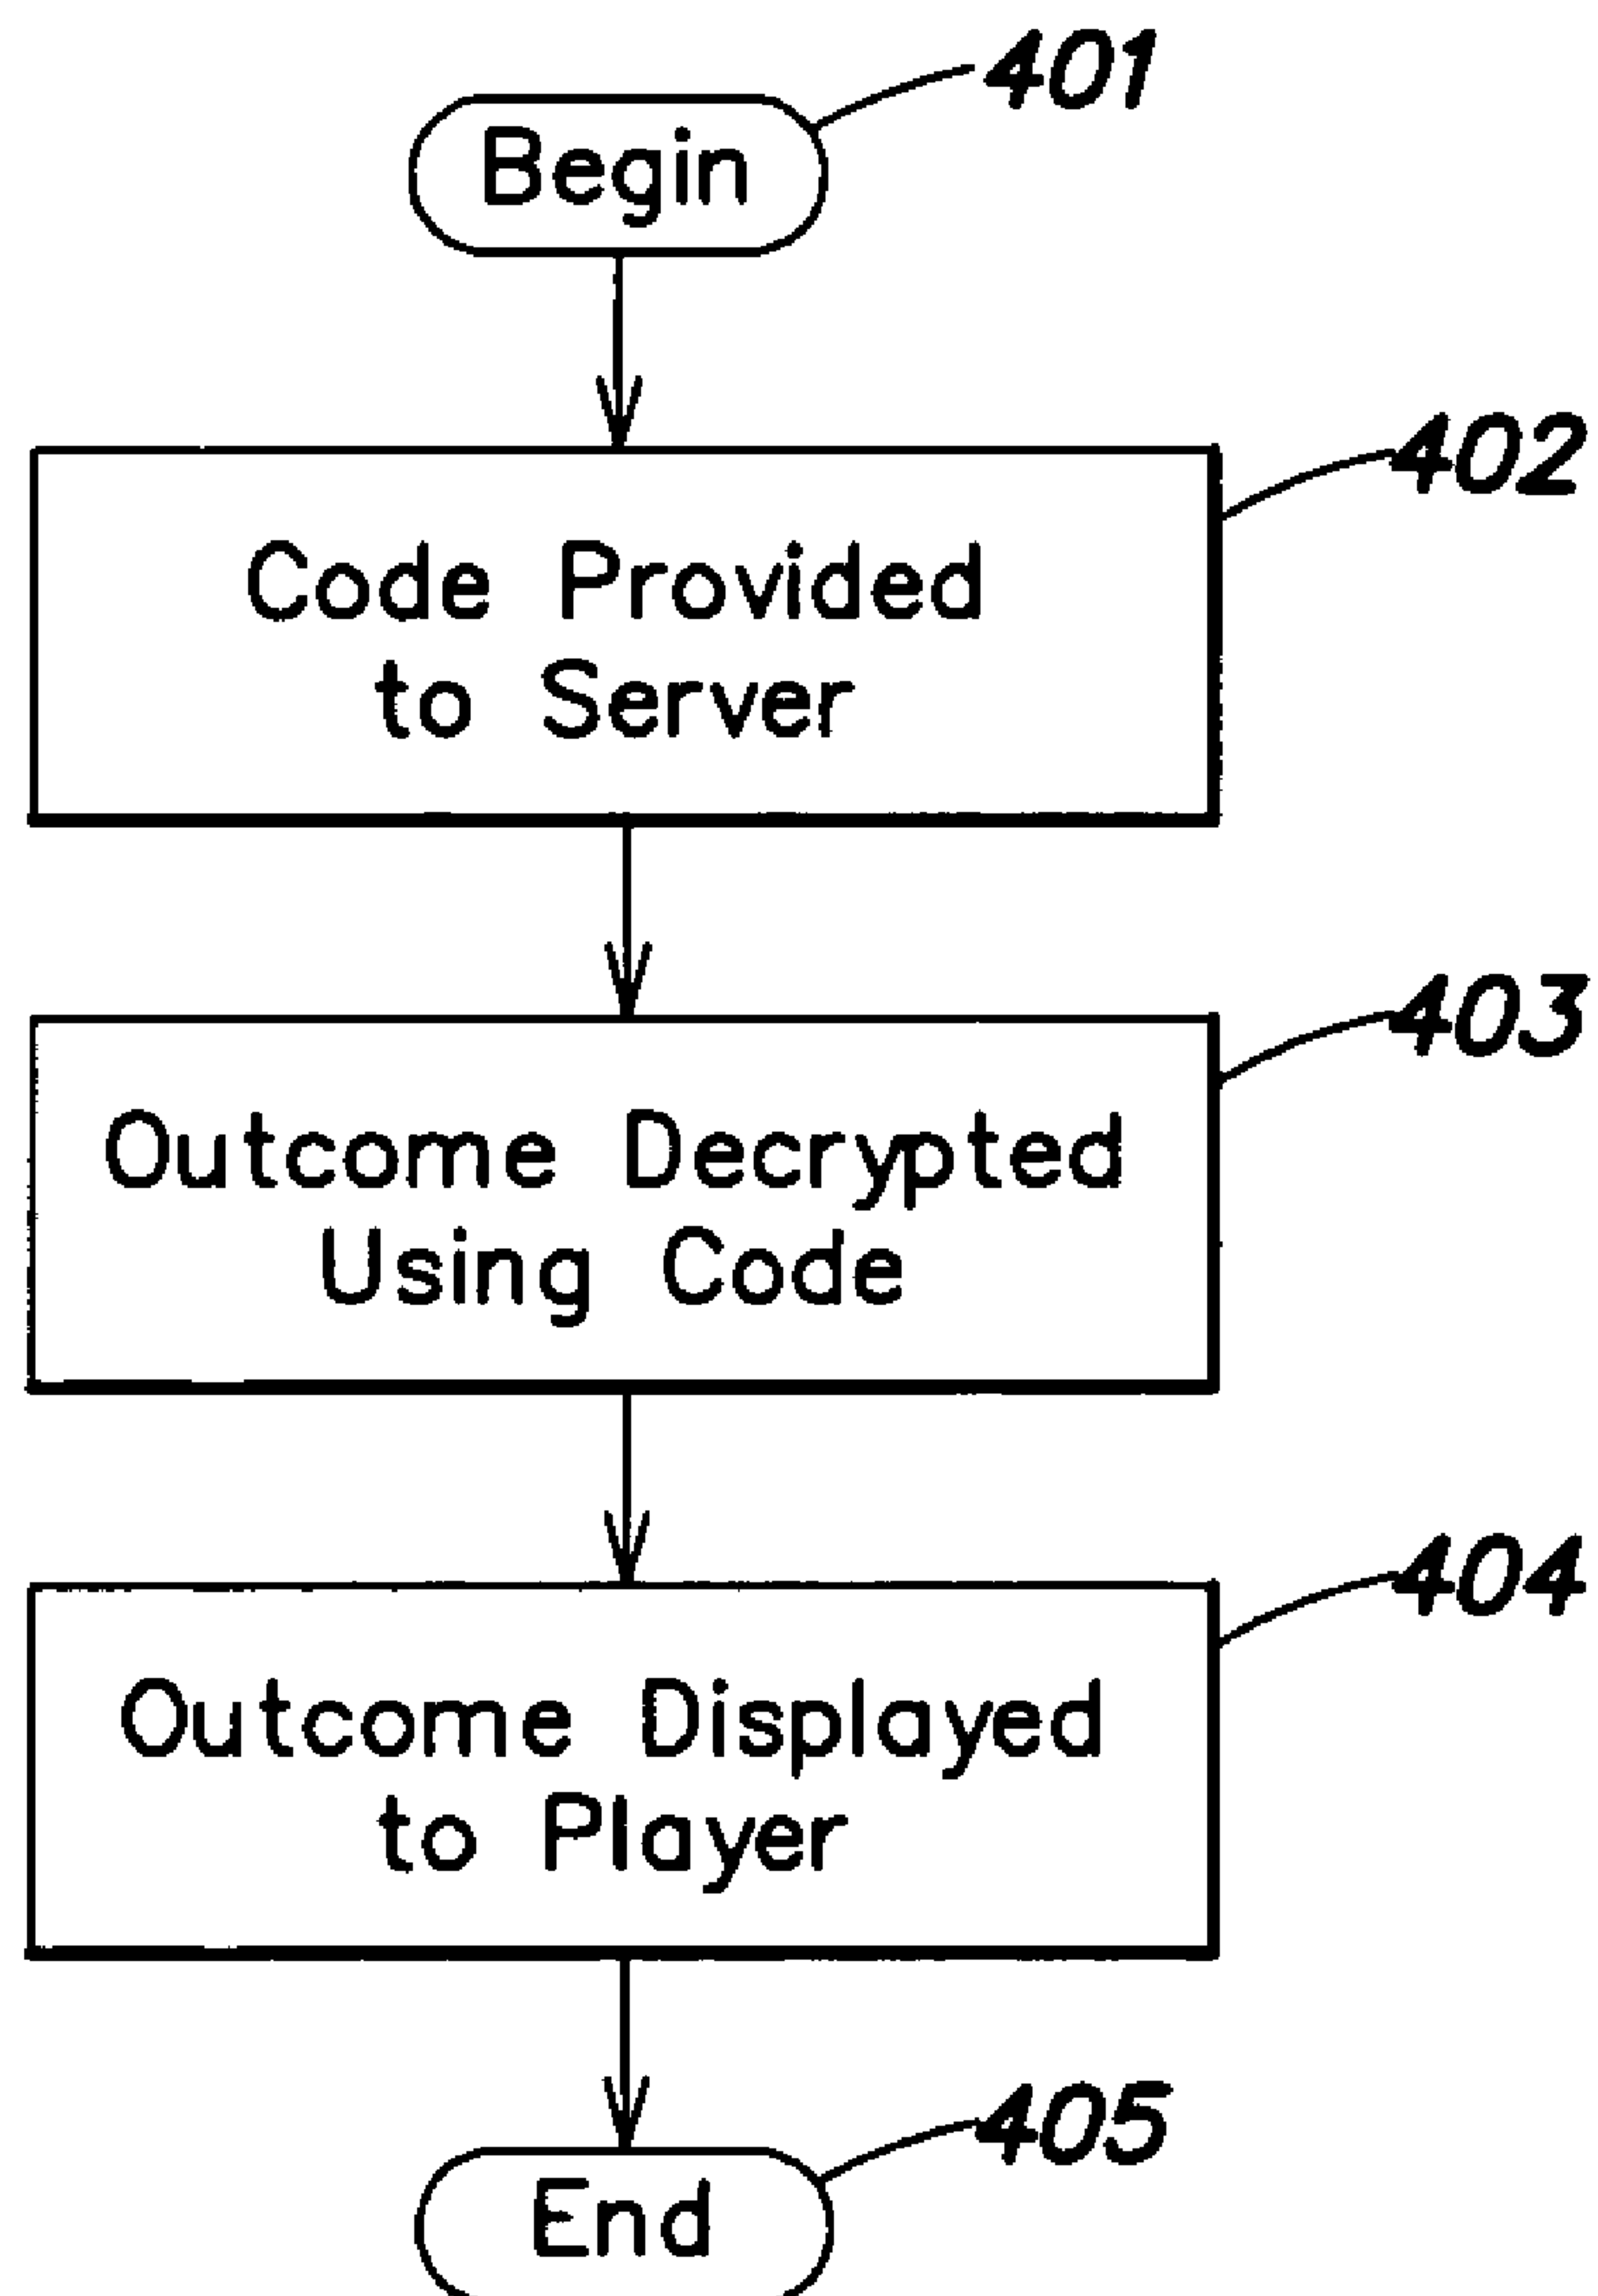 401
Begin
402
Code Provided
to Server
403
Outcome Decrypted
Using Code
404
Outcome Displayed
to Player
405
End